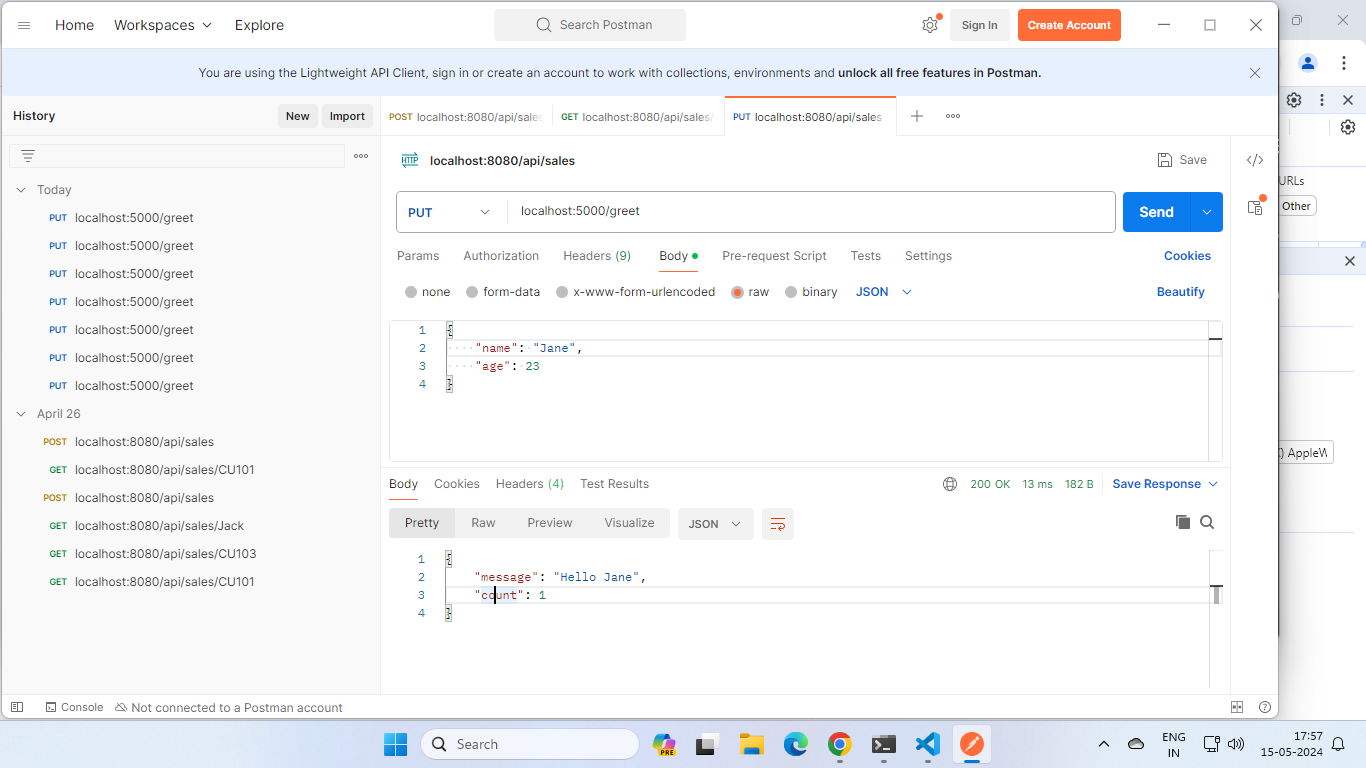 Home Workspaces Explore Search Postman Sign In Create Account
You are using the Lightweight API Client, sign in or create an account to work with collections, environments and unlock all free features in Postman.
History New Import
POST localhost:8080/api/sales GET localhost:8080/api/sales/ PUT localhost:8080/api/sales
HTTP localhost:8080/api/sales Save
Today
PUT localhost:5000/greet
PUT localhost:5000/greet
PUT localhost:5000/greet
PUT localhost:5000/greet
PUT localhost:5000/greet
PUT localhost:5000/greet
PUT localhost:5000/greet
April 26
POST localhost:8080/api/sales
GET localhost:8080/api/sales/CU101
POST localhost:8080/api/sales
GET localhost:8080/api/sales/Jack
GET localhost:8080/api/sales/CU103
GET localhost:8080/api/sales/CU101
PUT localhost:5000/greet Send
Params Authorization Headers (9) Body Pre-request Script Tests Settings Cookies
none form-data x-www-form-urlencoded raw binary JSON Beautify
1 {
2 "name": "Jane",
3 "age": 23
4 }
Body Cookies Headers (4) Test Results 200 OK 13 ms 182 B Save Response
Pretty Raw Preview Visualize JSON
1 {
2 "message": "Hello Jane",
3 "count": 1
4 }
URLs
Other
) AppleW
Console Not connected to a Postman account
Search PRE ENG IN 17:57 15-05-2024